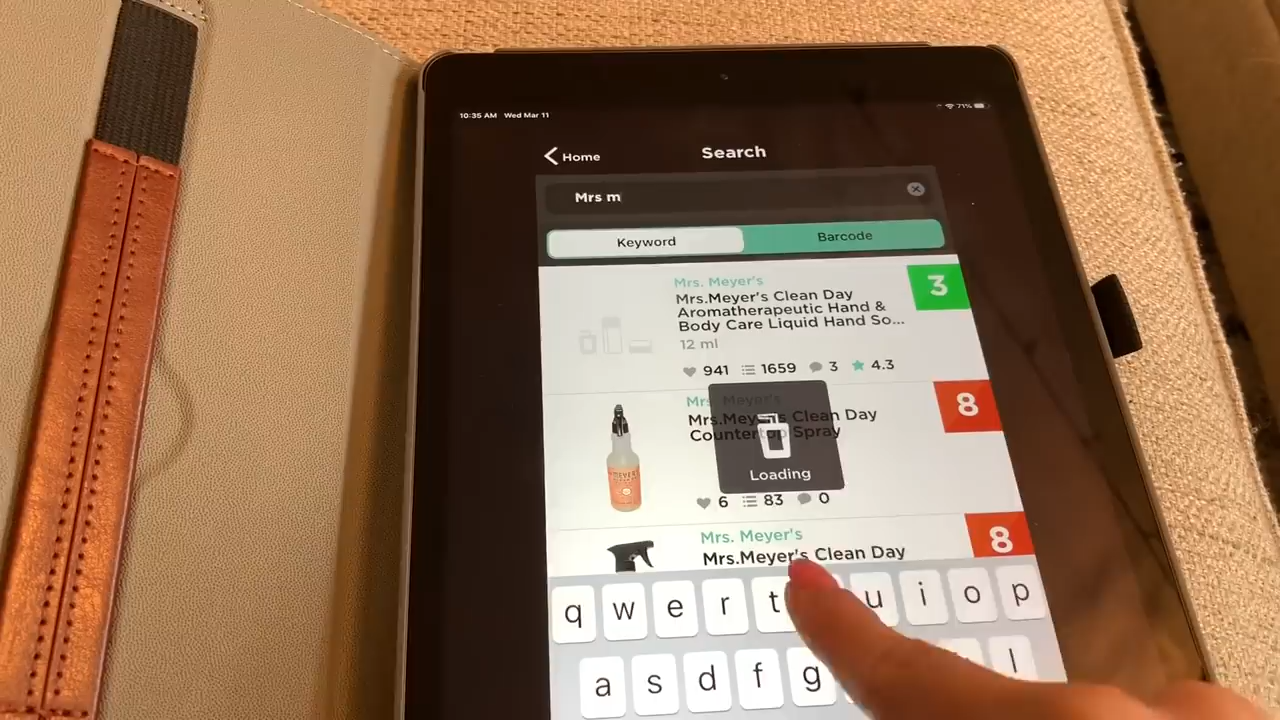 10:35 AM Wed Mar 11
71%
Home
Search
Mrs m
Keyword
Barcode
Mrs. Meyer's
3
Mrs.Meyer's Clean Day
Aromatherapeutic Hand &
Body Care Liquid Hand So...
12 ml
941 1659 3 4.3
Mrs. Meyer's
8
Mrs.Meyer's Clean Day
Countertop Spray
Loading
6 83 0
MEYER'S
Mrs. Meyer's
8
Mrs.Meyer's Clean Day
q w e r t u i o p
a s d f g l